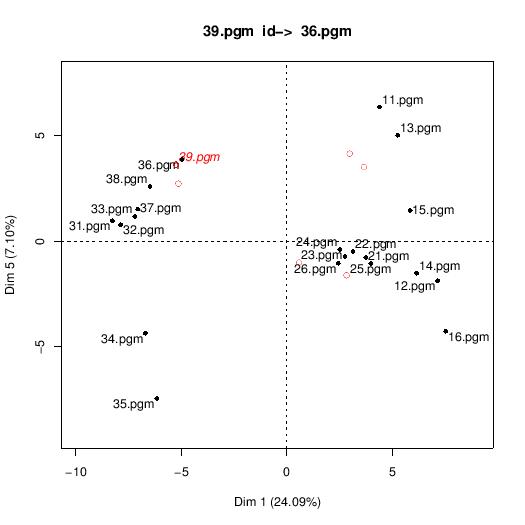 39.pgm id−> 36.pgm
11.pgm
13.pgm
5
39.pgm
36.pgm
38.pgm
33.pgm
37.pgm
15.pgm
31.pgm
32.pgm
0
24.pgm
22.pgm
23.pgm
21.pgm
26.pgm
25.pgm
14.pgm
12.pgm
34.pgm
16.pgm
−5
35.pgm
Dim 5 (7.10%)
−10
−5
0
5
Dim 1 (24.09%)